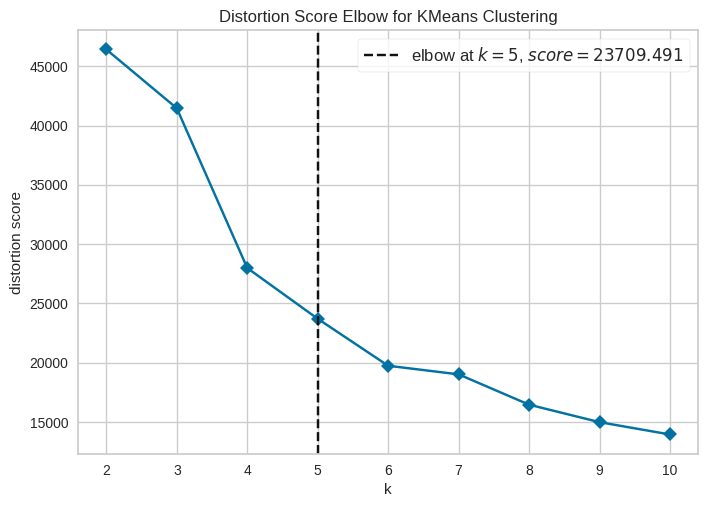 Distortion Score Elbow for KMeans Clustering
elbow at k = 5, score = 23709.491
45000
40000
35000
30000
25000
20000
15000
distortion score
2 3 4 5 6 7 8 9 10
k